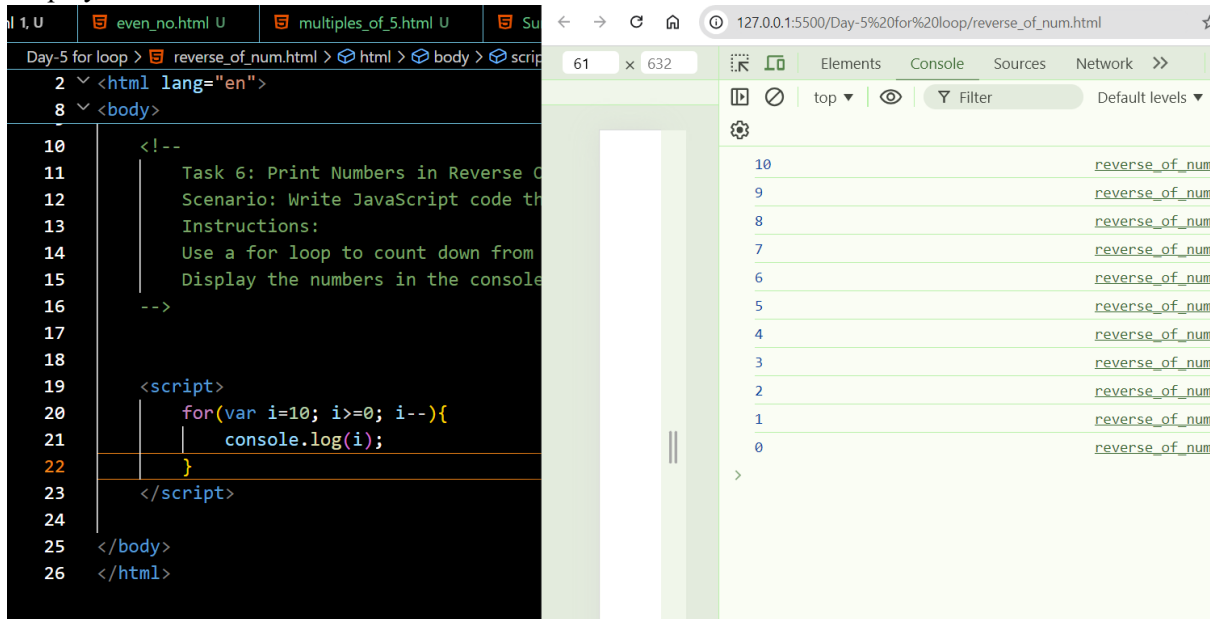 l 1, U even_no.html U multiples_of_5.html U Su
Day-5 for loop > reverse_of_num.html > html > body > scrip
2 <html lang="en">
8 <body>
10 <!--
11 Task 6: Print Numbers in Reverse O
12 Scenario: Write JavaScript code th
13 Instructions:
14 Use a for loop to count down from
15 Display the numbers in the console
16 -->
17
18
19 <script>
20 for(var i=10; i>=0; i--){
21 console.log(i);
22 }
23 </script>
24
25 </body>
26 </html>
127.0.0.1:5500/Day-5%20for%20loop/reverse_of_num.html
61 × 632
Elements Console Sources Network
top Filter Default levels
10 reverse_of_num
9 reverse_of_num
8 reverse_of_num
7 reverse_of_num
6 reverse_of_num
5 reverse_of_num
4 reverse_of_num
3 reverse_of_num
2 reverse_of_num
1 reverse_of_num
0 reverse_of_num
>